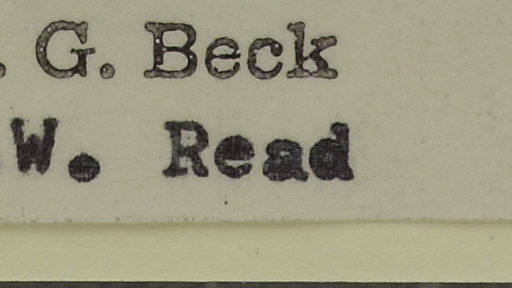 . G. Beck
W. Read